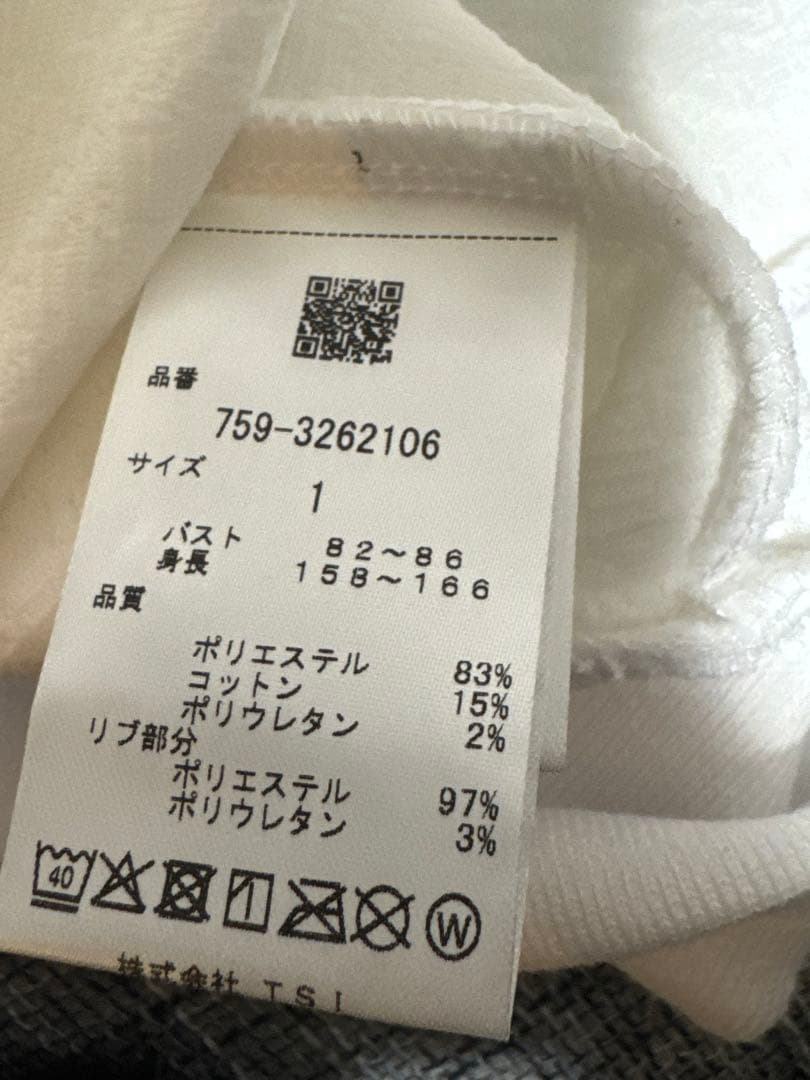 品番
759-3262106
サイズ
1
バスト 82～86
身長 158～166
品質
ポリエステル 83%
コットン 15%
ポリウレタン 2%
リブ部分
ポリエステル 97%
ポリウレタン 3%
40 W
株式会社 TSI